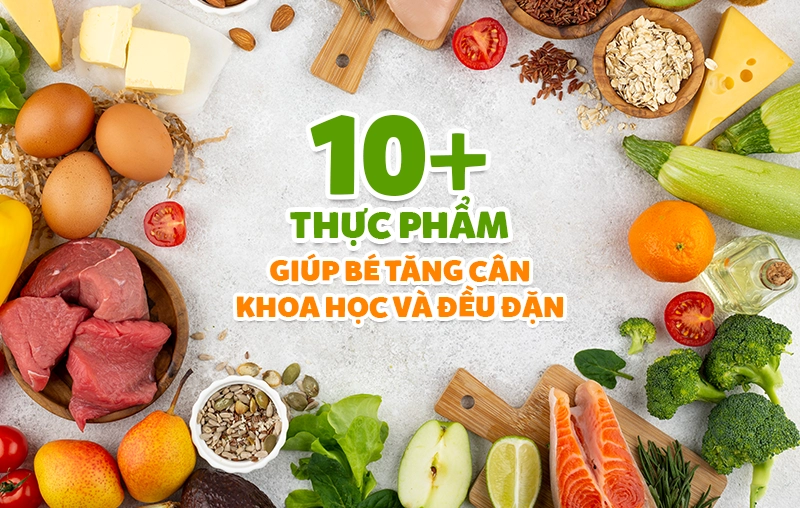 10+
THỰC PHẨM
GIÚP BÉ TĂNG CÂN
KHOA HỌC VÀ ĐỀU ĐẶN